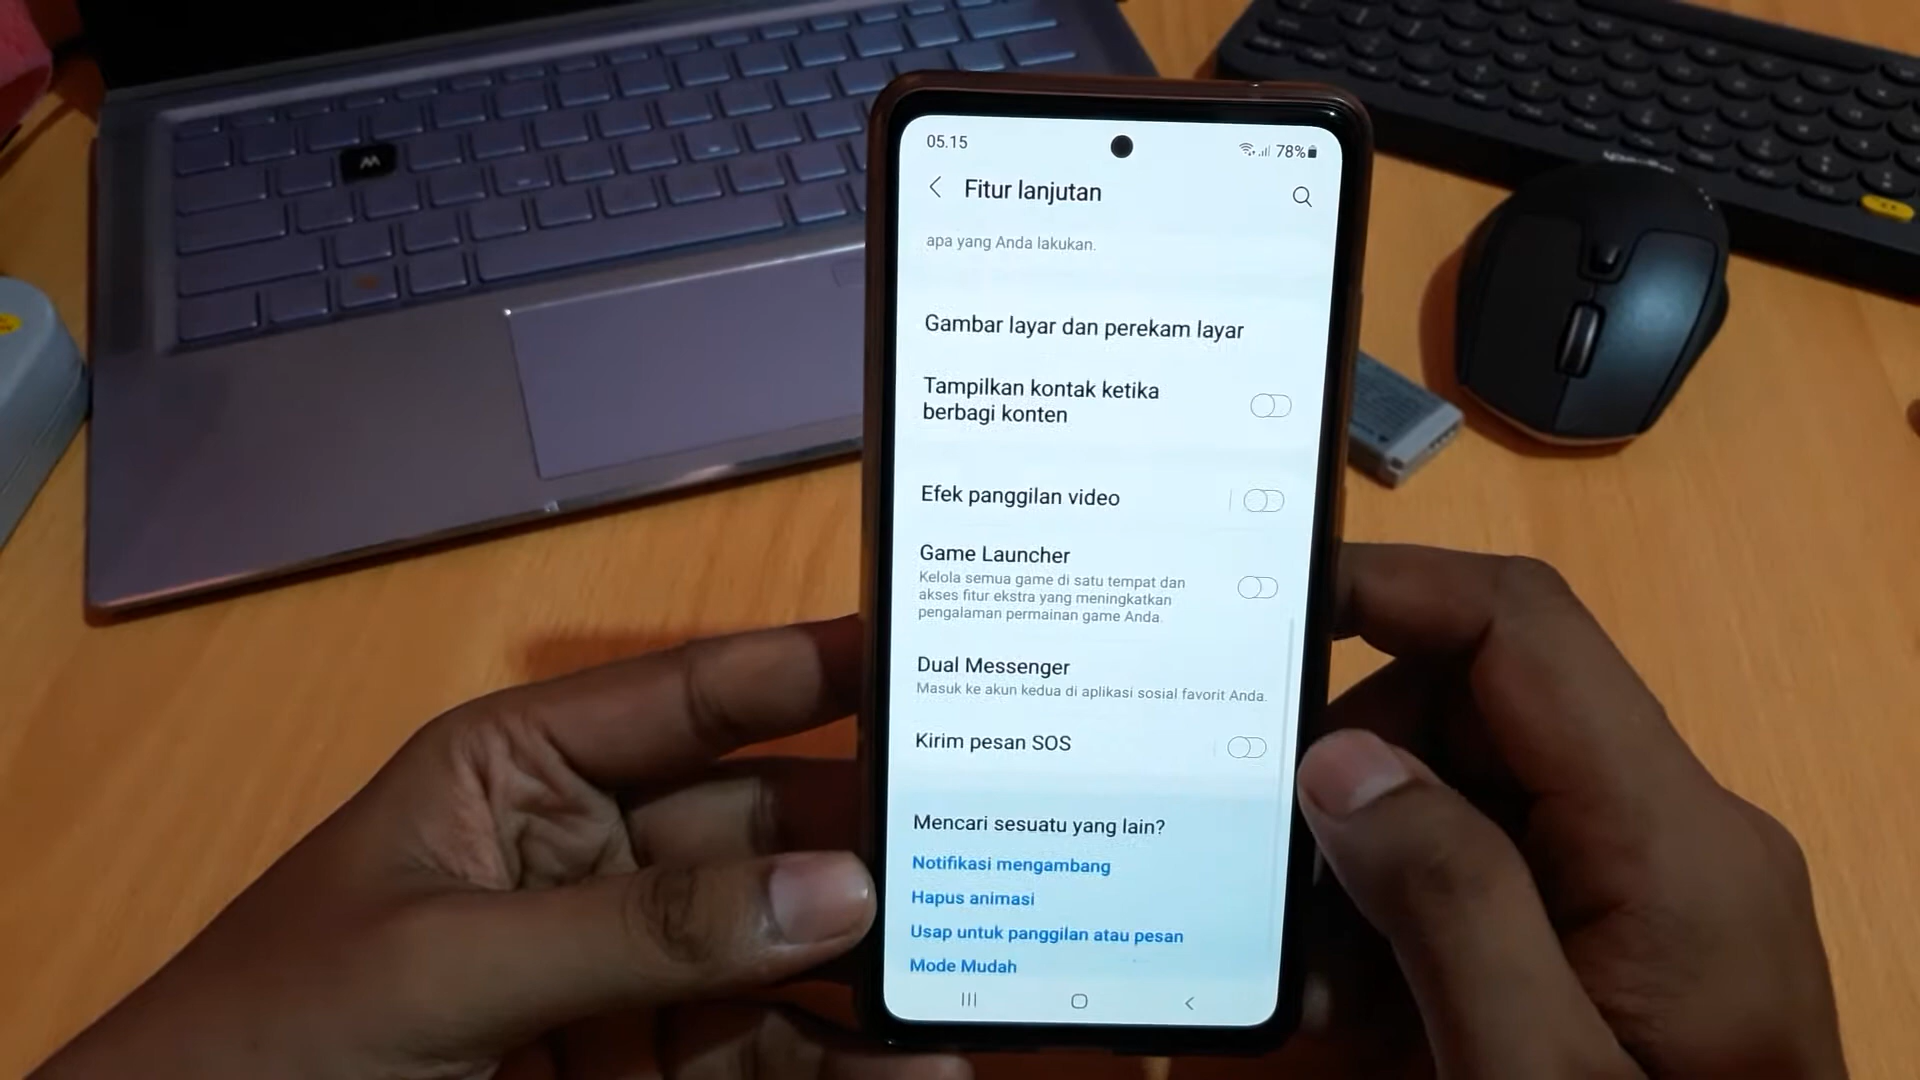 05.15
78%
Fitur lanjutan
apa yang Anda lakukan.
Gambar layar dan perekam layar
Tampilkan kontak ketika
berbagi konten
Efek panggilan video
Game Launcher
Kelola semua game di satu tempat dan
akses fitur ekstra yang meningkatkan
pengalaman permainan game Anda.
Dual Messenger
Masuk ke akun kedua di aplikasi sosial favorit Anda.
Kirim pesan SOS
Mencari sesuatu yang lain?
Notifikasi mengambang
Hapus animasi
Usap untuk panggilan atau pesan
Mode Mudah